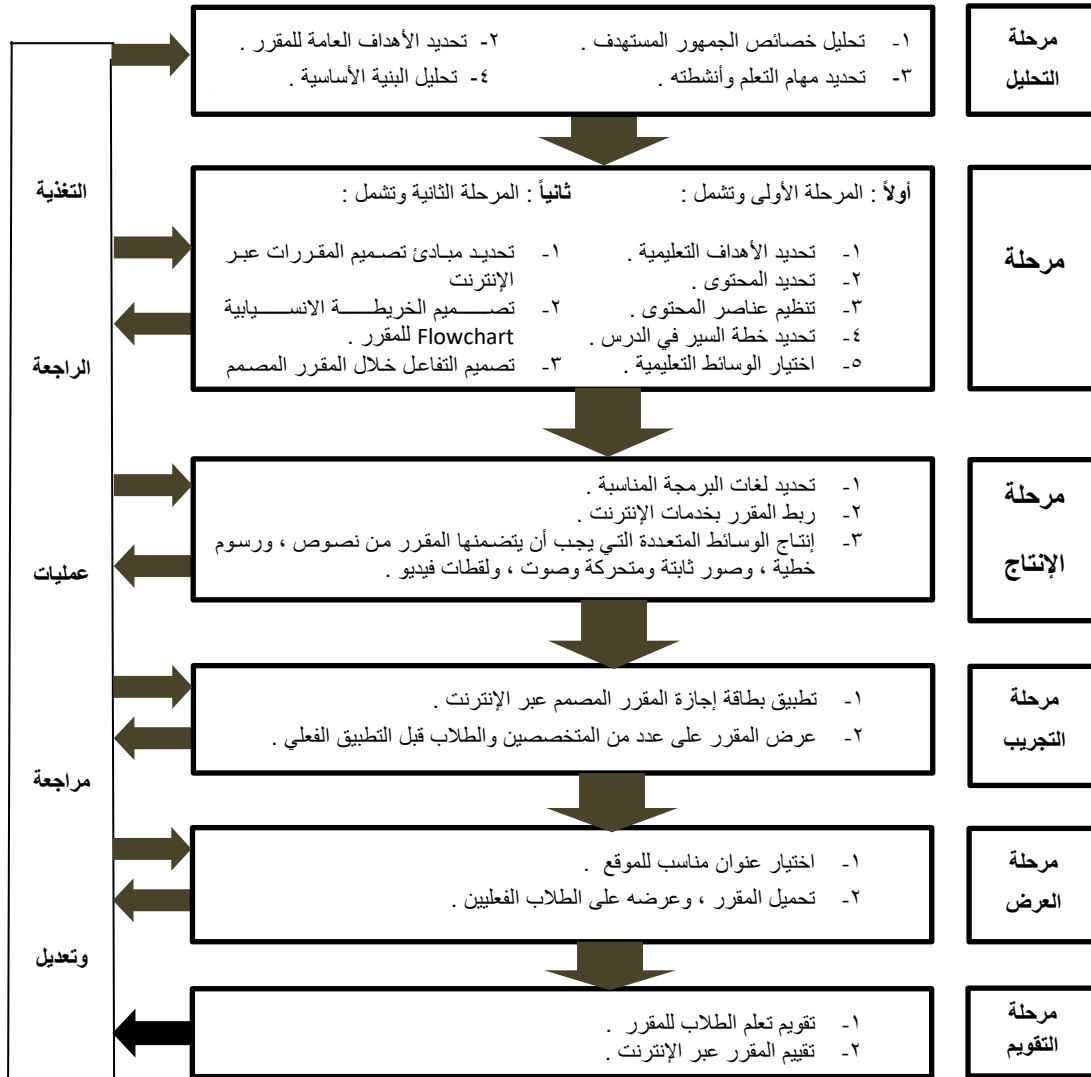 مرحلة
التحليل
١- تحليل خصائص الجمهور المستهدف . ٢- تحديد الأهداف العامة للمقرر .
٣- تحديد مهام التعلم وأنشطته . ٤- تحليل البنية الأساسية .
مرحلة
أولاً : المرحلة الأولى وتشمل :
١- تحديد الأهداف التعليمية .
٢- تحديد المحتوى .
٣- تنظيم عناصر المحتوى .
٤- تحديد خطة السير في الدرس .
٥- اختيار الوسائط التعليمية .
ثانياً : المرحلة الثانية وتشمل :
١- تحديد مبادئ تصميم المقررات عبر
الإنترنت
٢- تصميم الخريطة الانسيابية
Flowchart للمقرر .
٣- تصميم التفاعل خلال المقرر المصمم
مرحلة
الإنتاج
١- تحديد لغات البرمجة المناسبة .
٢- ربط المقرر بخدمات الإنترنت .
٣- إنتاج الوسائط المتعددة التي يجب أن يتضمنها المقرر من نصوص ، ورسوم
خطية ، وصور ثابتة ومتحركة وصوت ، ولقطات فيديو .
مرحلة
التجريب
١- تطبيق بطاقة إجازة المقرر المصمم عبر الإنترنت .
٢- عرض المقرر على عدد من المتخصصين والطلاب قبل التطبيق الفعلي .
مرحلة
العرض
١- اختيار عنوان مناسب للموقع .
٢- تحميل المقرر ، وعرضه على الطلاب الفعليين .
مرحلة
التقويم
١- تقويم تعلم الطلاب للمقرر .
٢- تقييم المقرر عبر الإنترنت .
التغذية
الراجعة
عمليات
مراجعة
وتعديل